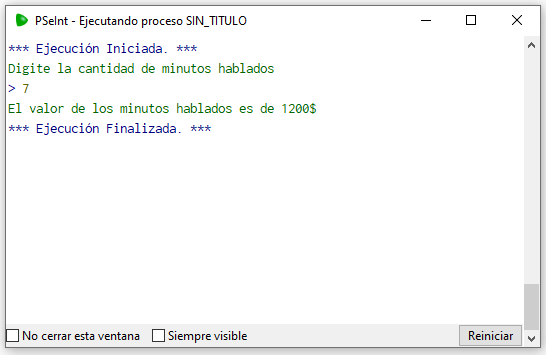 PSeInt - Ejecutando proceso SIN_TITULO
*** Ejecución Iniciada. ***
Digite la cantidad de minutos hablados
> 7
El valor de los minutos hablados es de 1200$
*** Ejecución Finalizada. ***
No cerrar esta ventana Siempre visible Reiniciar